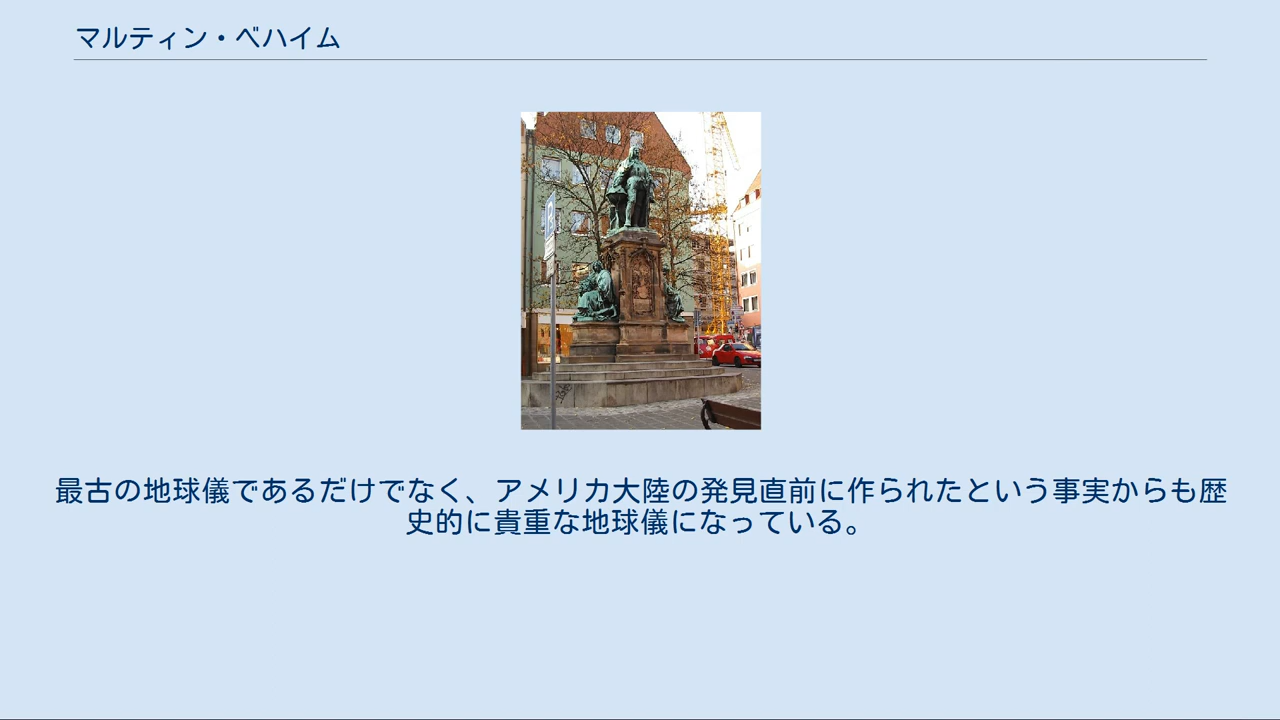 マルティン・ベハイム
最古の地球儀であるだけでなく、アメリカ大陸の発見直前に作られたという事実からも歴
史的に貴重な地球儀になっている。